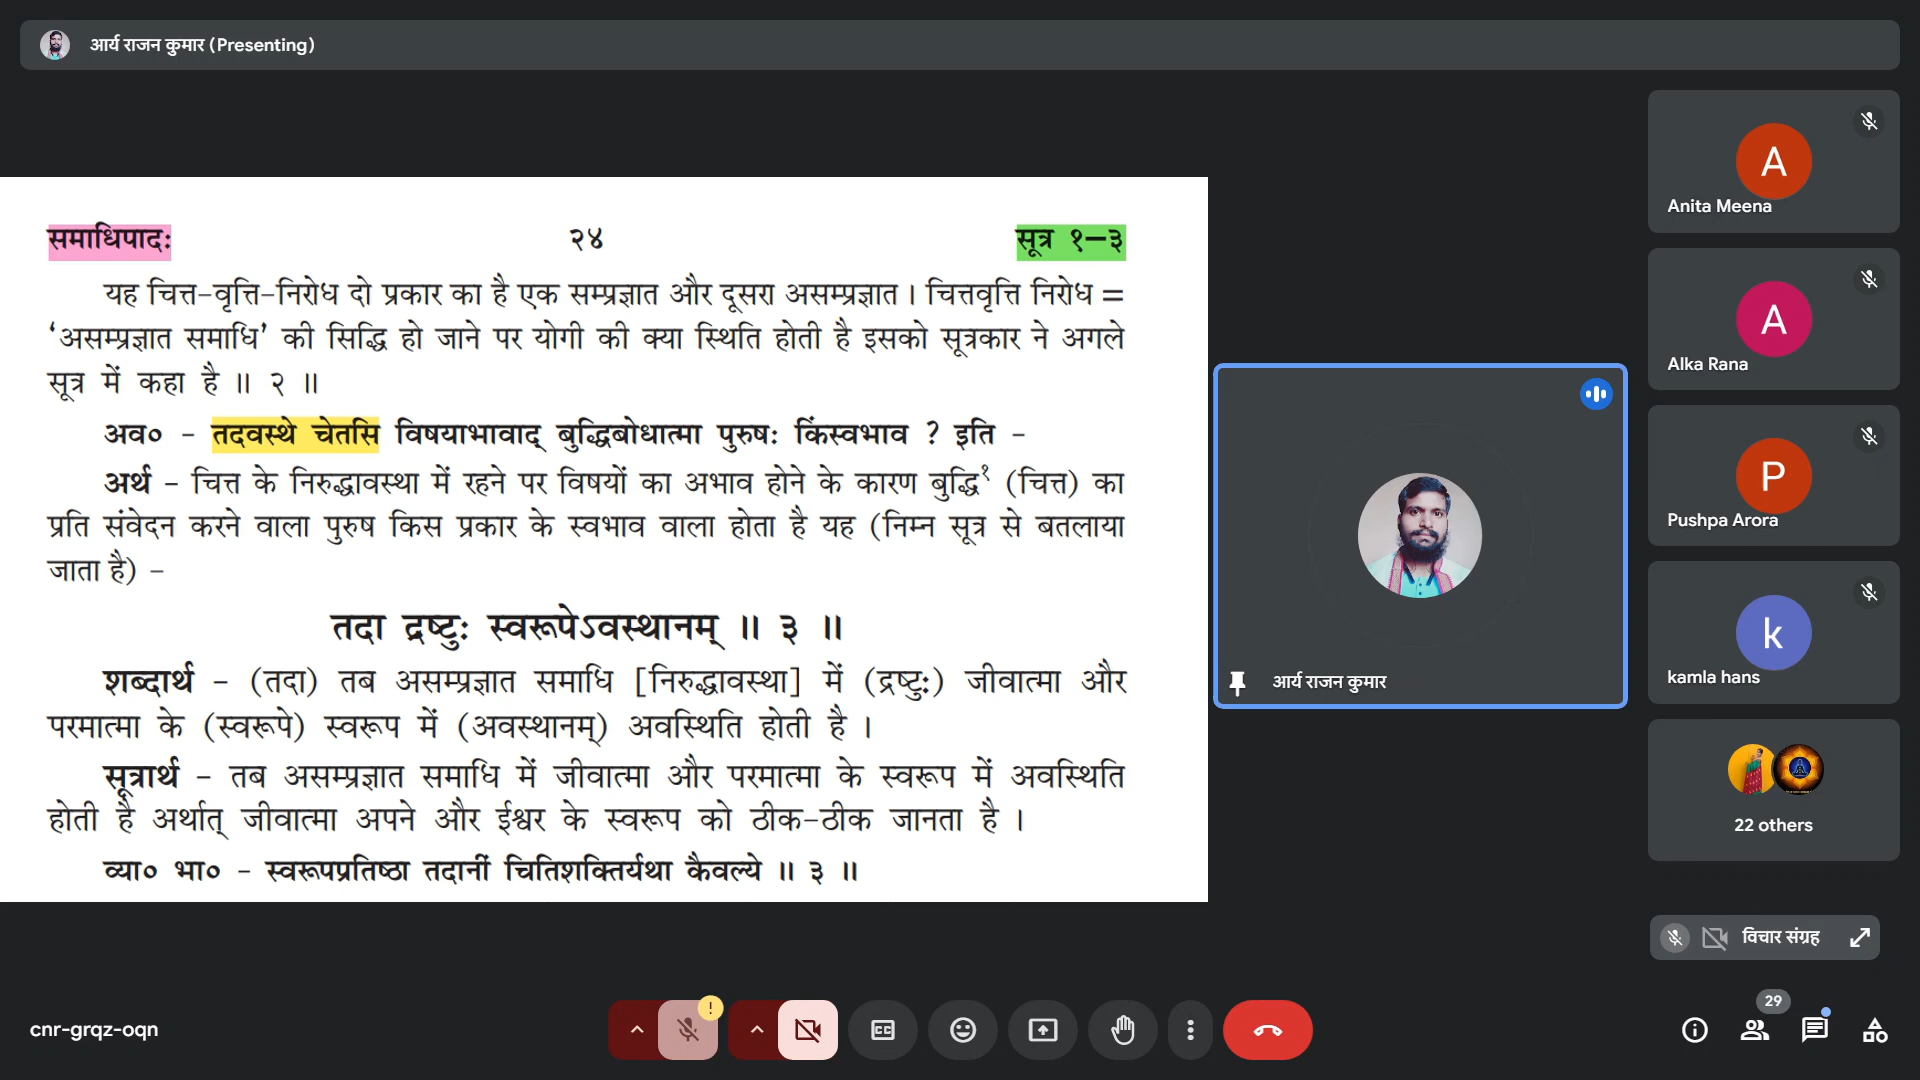 आर्य राजन कुमार (Presenting)
समाधिपादः २४ सूत्र १–३
यह चित्त-वृत्ति-निरोध दो प्रकार का है एक सम्प्रज्ञात और दूसरा असम्प्रज्ञात । चित्तवृत्ति निरोध =
‘असम्प्रज्ञात समाधि’ की सिद्धि हो जाने पर योगी की क्या स्थिति होती है इसको सूत्रकार ने अगले
सूत्र में कहा है ॥ २ ॥
अव० - तदवस्थे चेतसि विषयाभावाद् बुद्धिबोधात्मा पुरुषः किंस्वभाव ? इति -
अर्थ - चित्त के निरुद्धावस्था में रहने पर विषयों का अभाव होने के कारण बुद्धि१ (चित्त) का
प्रति संवेदन करने वाला पुरुष किस प्रकार के स्वभाव वाला होता है यह (निम्न सूत्र से बतलाया
जाता है) -
तदा द्रष्टुः स्वरूपेऽवस्थानम् ॥ ३ ॥
शब्दार्थ - (तदा) तब असम्प्रज्ञात समाधि [निरुद्धावस्था] में (द्रष्टुः) जीवात्मा और
परमात्मा के (स्वरूपे) स्वरूप में (अवस्थानम्) अवस्थिति होती है ।
सूत्रार्थ - तब असम्प्रज्ञात समाधि में जीवात्मा और परमात्मा के स्वरूप में अवस्थिति
होती है अर्थात् जीवात्मा अपने और ईश्वर के स्वरूप को ठीक-ठीक जानता है ।
व्या० भा० - स्वरूपप्रतिष्ठा तदानीं चितिशक्तिर्यथा कैवल्ये ॥ ३ ॥
आर्य राजन कुमार
A
Anita Meena
A
Alka Rana
P
Pushpa Arora
k
kamla hans
22 others
विचार संग्रह
cnr-grqz-oqn
!
CC
29